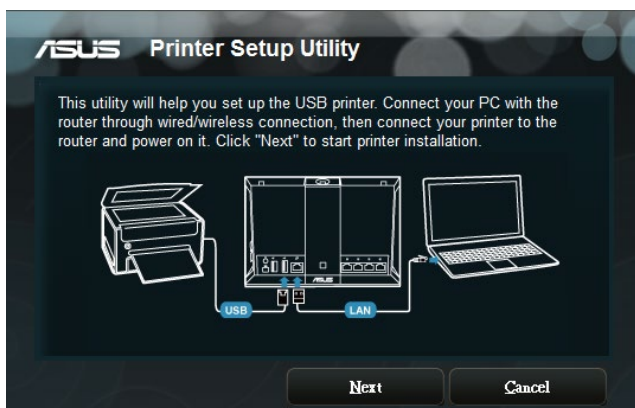 ASUS Printer Setup Utility
This utility will help you set up the USB printer. Connect your PC with the
router through wired/wireless connection, then connect your printer to the
router and power on it. Click "Next" to start printer installation.
ASUS
USB
LAN
Next
Cancel